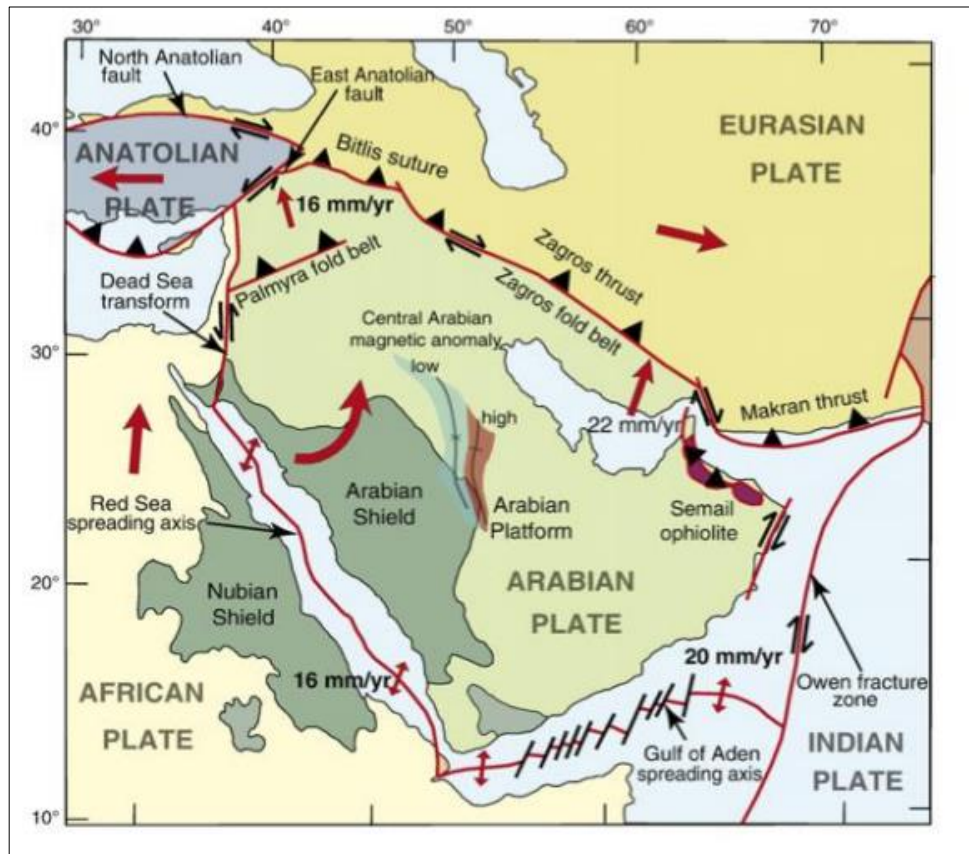 30°
40°
50°
60°
70°
North Anatolian
fault
East Anatolian
fault
40°
ANATOLIAN
PLATE
Bitlis suture
EURASIAN
PLATE
16 mm/yr
Palmyra fold belt
Dead Sea
transform
Zagros thrust
Zagros fold belt
Central Arabian
magnetic anomaly
low
high
30°
Makran thrust
22 mm/yr
Red Sea
spreading axis
Arabian
Shield
Arabian
Platform
Semail
ophiolite
20°
Nubian
Shield
ARABIAN
PLATE
16 mm/yr
20 mm/yr
AFRICAN
PLATE
Owen fracture
zone
Gulf of Aden
spreading axis
INDIAN
PLATE
10°